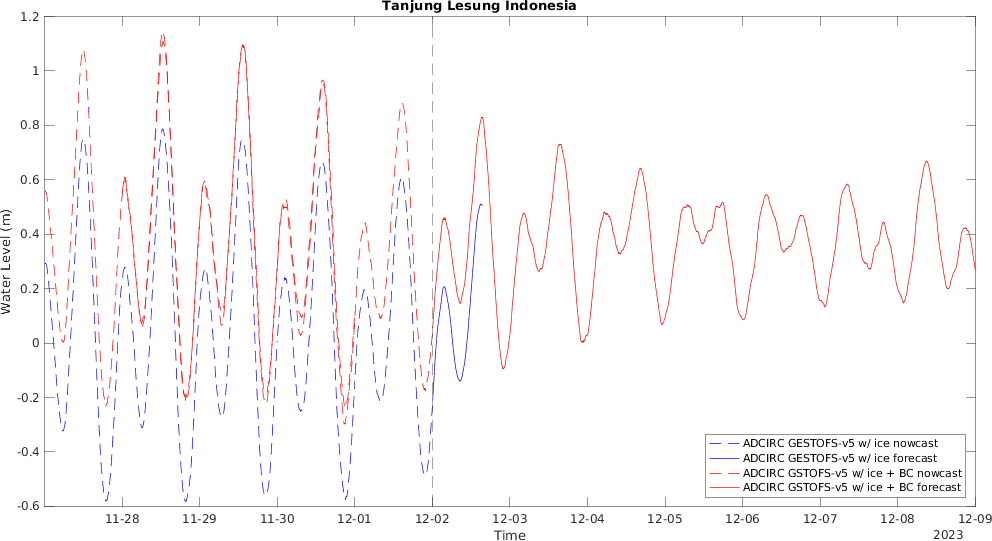 Tanjung Lesung Indonesia
1.2
1
0.8
0.6
0.4
0.2
0
-0.2
-0.4
-0.6
Water Level (m)
ADCIRC GESTOFS-v5 w/ ice nowcast
ADCIRC GESTOFS-v5 w/ ice forecast
ADCIRC GSTOFS-v5 w/ ice + BC nowcast
ADCIRC GSTOFS-v5 w/ ice + BC forecast
11-28 11-29 11-30 12-01 12-02 12-03 12-04 12-05 12-06 12-07 12-08 12-09
Time
2023